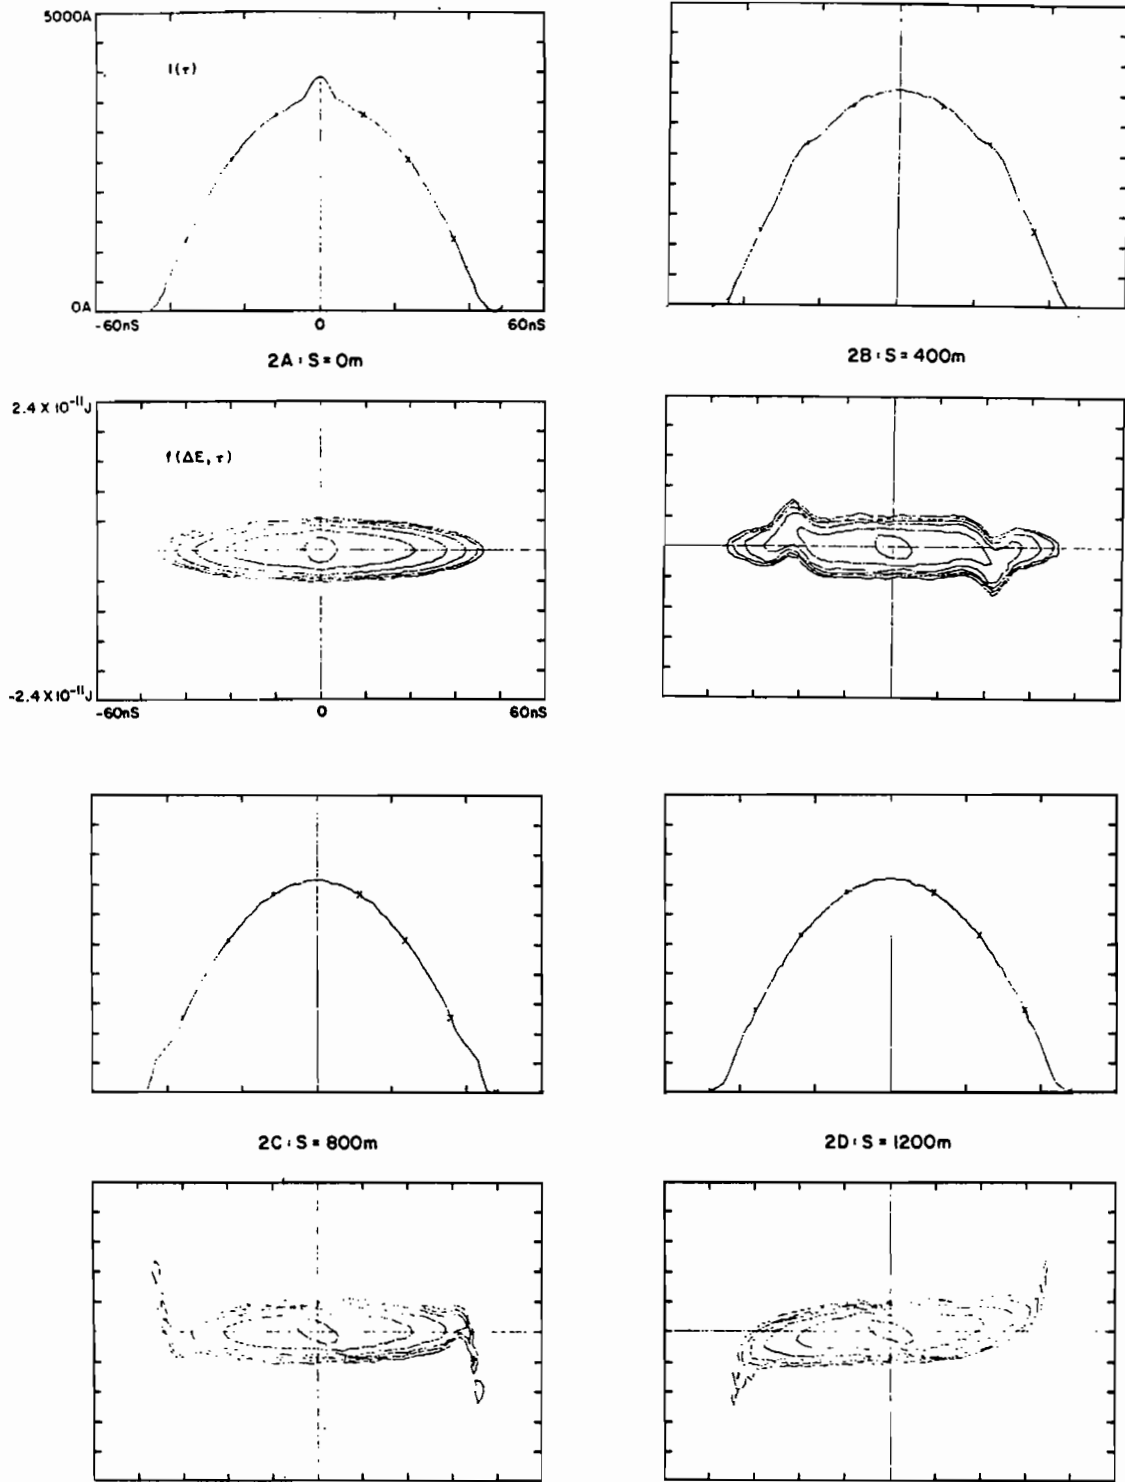 5000A
I(τ)
0A
-60nS 0 60nS
2A : S = 0m
2B : S = 400m
2.4 X 10⁻¹¹J
f(ΔE, τ)
-2.4 X 10⁻¹¹J
-60nS 0 60nS
2C : S = 800m
2D : S = 1200m